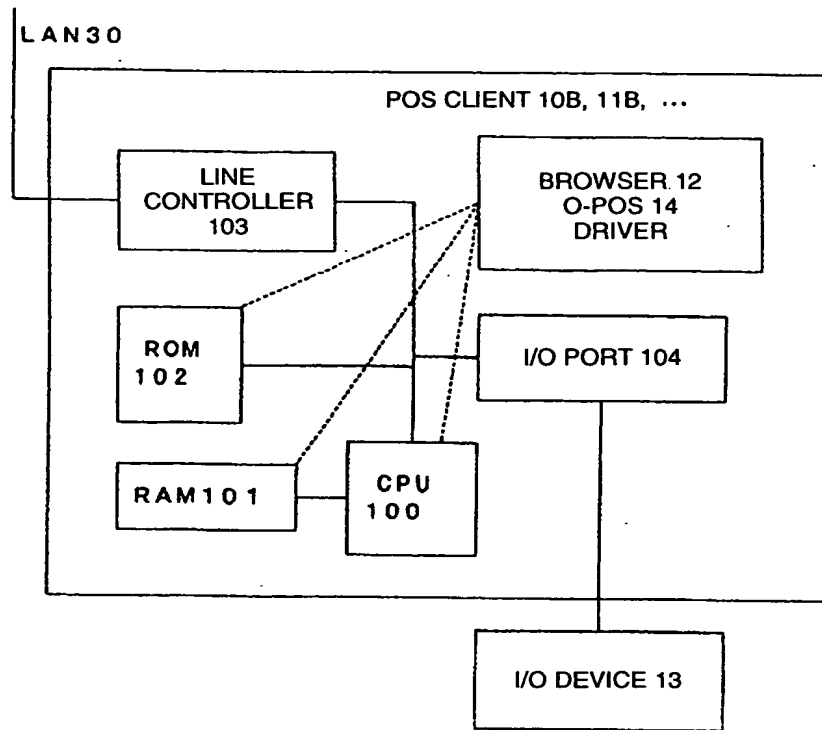 LAN30
POS CLIENT 10B, 11B, ...
LINE
CONTROLLER
103
BROWSER 12
O-POS 14
DRIVER
ROM
102
I/O PORT 104
RAM101
CPU
100
I/O DEVICE 13